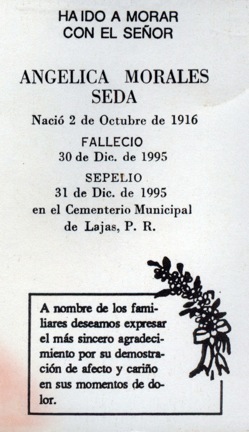 HA IDO A MORAR
CON EL SEÑOR
ANGELICA MORALES
SEDA
Nació 2 de Octubre de 1916
FALLECIO
30 de Dic. de 1995
SEPELIO
31 de Dic. de 1995
en el Cementerio Municipal
de Lajas, P. R.
A nombre de los fami-
liares deseamos expresar
el más sincero agradeci-
miento por su demostra-
ción de afecto y cariño
en sus momentos de do-
lor.